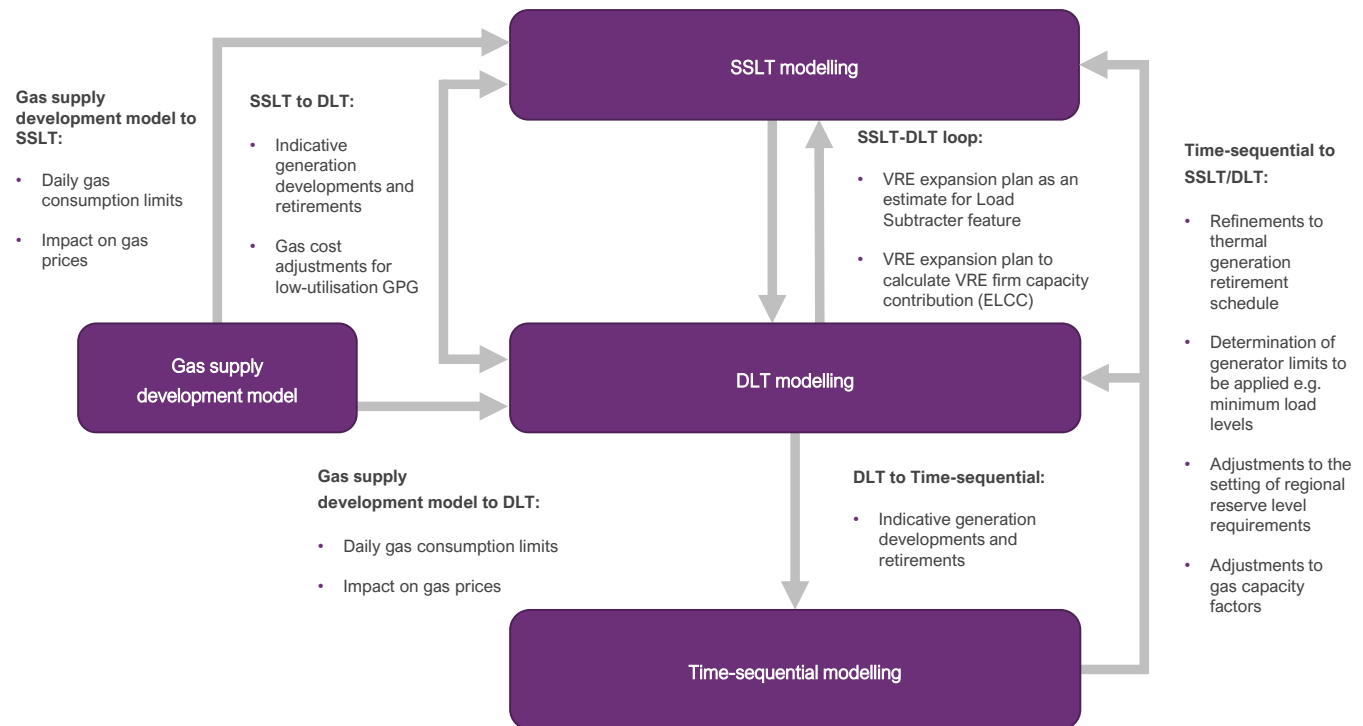 SSLT modelling
Gas supply
development model to
SSLT:
• Daily gas
consumption limits
• Impact on gas
prices
SSLT to DLT:
• Indicative
generation
developments and
retirements
• Gas cost
adjustments for
low-utilisation GPG
SSLT-DLT loop:
• VRE expansion plan as an
estimate for Load
Subtracter feature
• VRE expansion plan to
calculate VRE firm capacity
contribution (ELCC)
Time-sequential to
SSLT/DLT:
• Refinements to
thermal
generation
retirement
schedule
• Determination of
generator limits to
be applied e.g.
minimum load
levels
• Adjustments to the
setting of regional
reserve level
requirements
• Adjustments to
gas capacity
factors
Gas supply
development model
DLT modelling
Gas supply
development model to DLT:
• Daily gas consumption limits
• Impact on gas prices
DLT to Time-sequential:
• Indicative generation
developments and
retirements
Time-sequential modelling